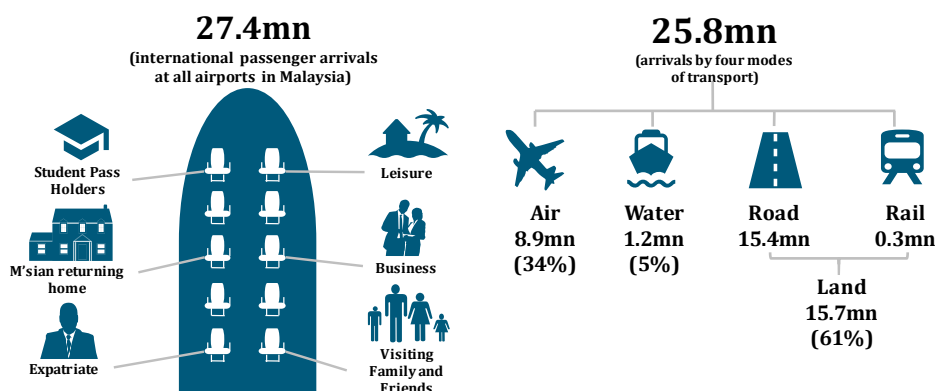 27.4mn
(international passenger arrivals
at all airports in Malaysia)
Student Pass
Holders
M'sian returning
home
Expatriate
Leisure
Business
Visiting
Family and
Friends
25.8mn
(arrivals by four modes
of transport)
Air
8.9mn
(34%)
Water
1.2mn
(5%)
Road
15.4mn
Rail
0.3mn
Land
15.7mn
(61%)